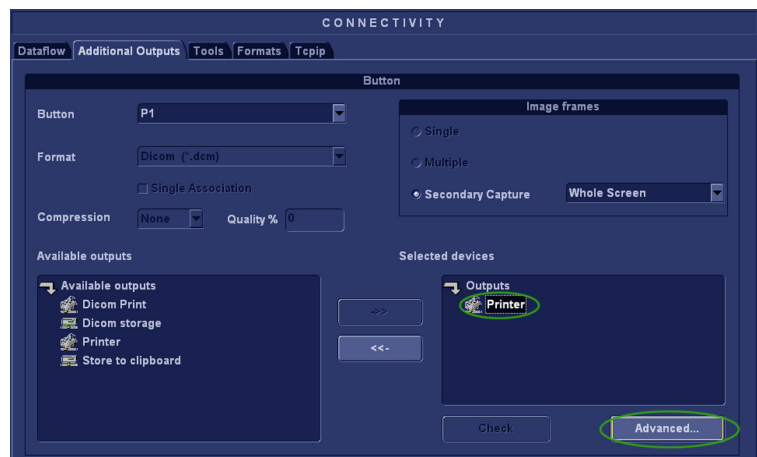 CONNECTIVITY
Dataflow Additional Outputs Tools Formats Tcpip
Button
Button P1
Format Dicom (*.dcm)
Single Association
Compression None Quality % 0
Image frames
Single
Multiple
Secondary Capture Whole Screen
Available outputs
Available outputs
Dicom Print
Dicom storage
Printer
Store to clipboard
->>
<<-
Selected devices
Outputs
Printer
Check Advanced...